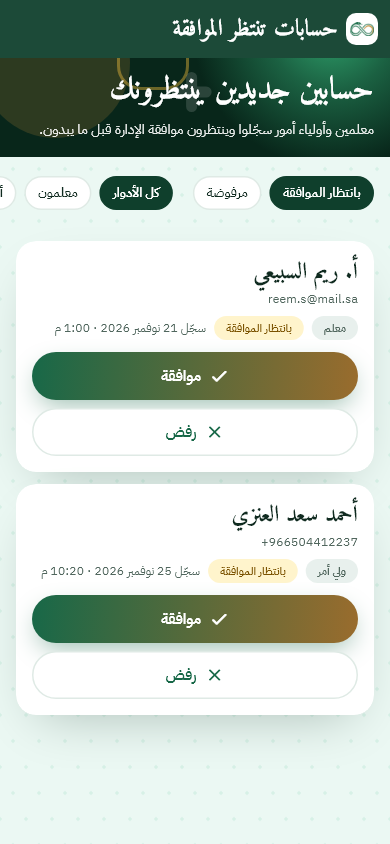 حسابات تنتظر الموافقة
حسابين جديدين ينتظرونك
معلمين وأولياء أمور سجّلوا وينتظرون موافقة الإدارة قبل ما يبدون.
بانتظار الموافقة مرفوضة كل الأدوار معلمون
أ. ريم السبيعي
reem.s@mail.sa
معلم بانتظار الموافقة سجّل 21 نوفمبر 2026 · 1:00 م
موافقة
رفض
أحمد سعد العنزي
+966504412237
ولي أمر بانتظار الموافقة سجّل 25 نوفمبر 2026 · 10:20 م
موافقة
رفض